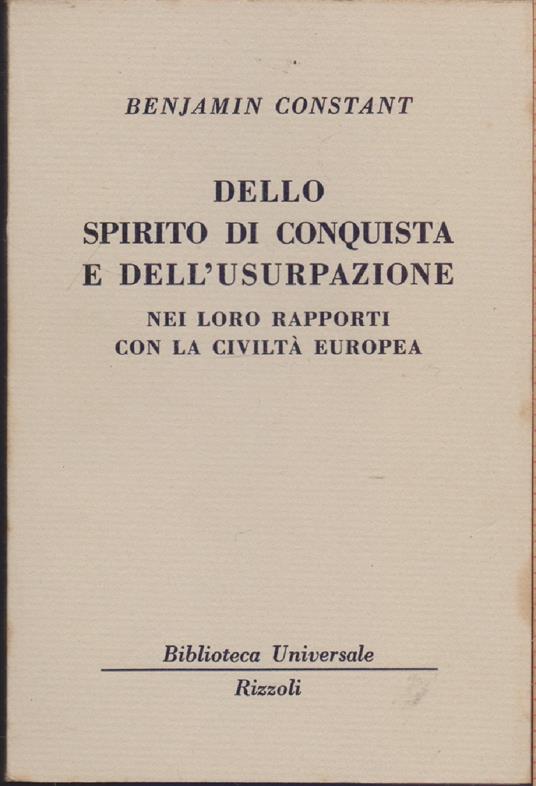 BENJAMIN CONSTANT
DELLO
SPIRITO DI CONQUISTA
E DELL'USURPAZIONE
NEI LORO RAPPORTI
CON LA CIVILTÀ EUROPEA
Biblioteca Universale
Rizzoli